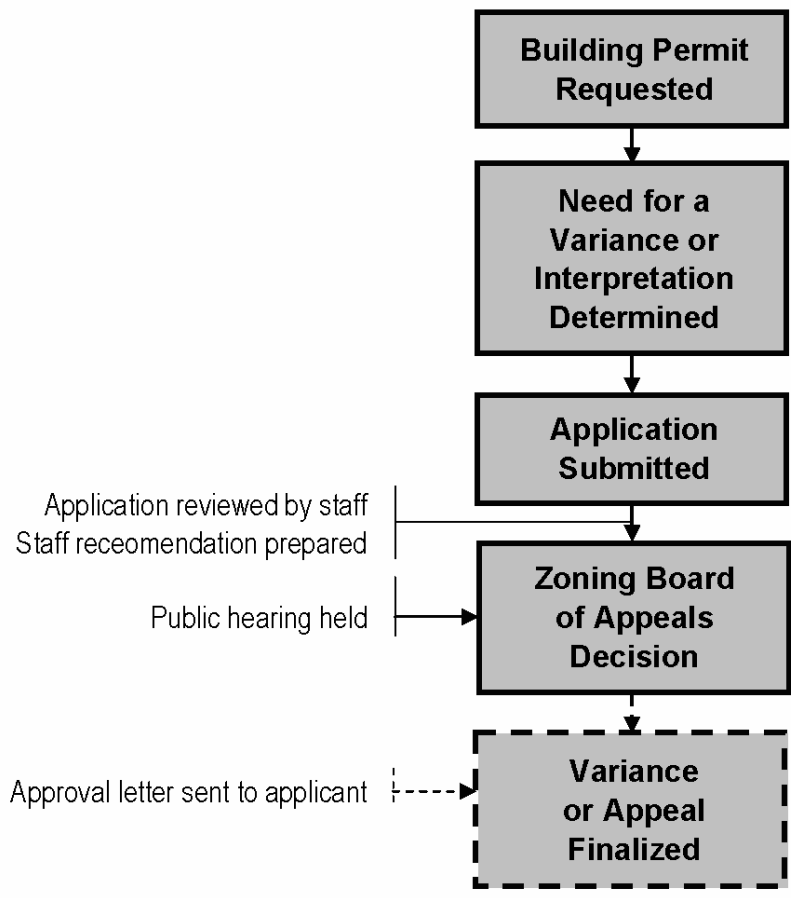 Building Permit
Requested
Need for a
Variance or
Interpretation
Determined
Application
Submitted
Application reviewed by staff
Staff receomendation prepared
Zoning Board
of Appeals
Decision
Public hearing held
Variance
or Appeal
Finalized
Approval letter sent to applicant